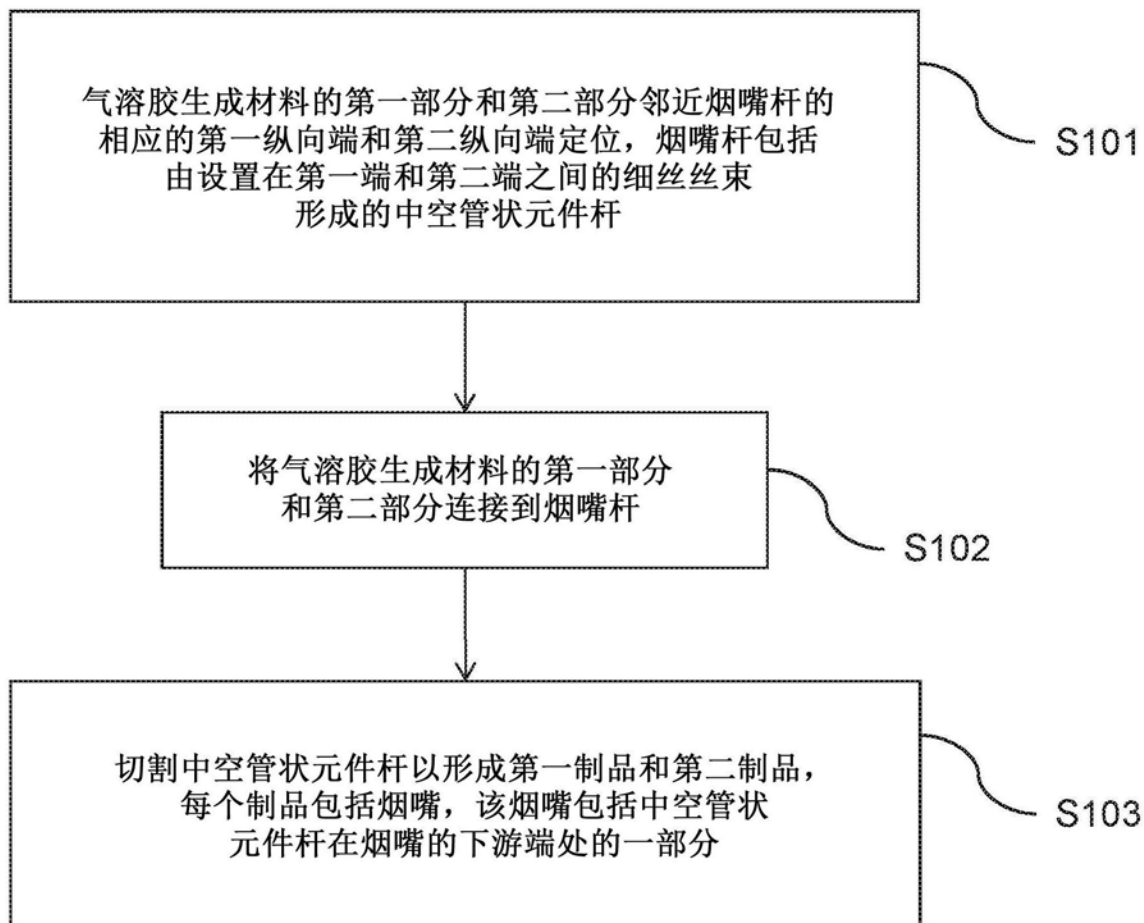 气溶胶生成材料的第一部分和第二部分邻近烟嘴杆的
相应的第一纵向端和第二纵向端定位，烟嘴杆包括
由设置在第一端和第二端之间的细丝丝束
形成的中空管状元件杆
S101
将气溶胶生成材料的第一部分
和第二部分连接到烟嘴杆
S102
切割中空管状元件杆以形成第一制品和第二制品，
每个制品包括烟嘴，该烟嘴包括中空管状
元件杆在烟嘴的下游端处的一部分
S103